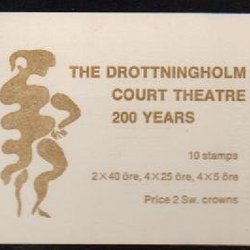 THE DROTTNINGHOLM
COURT THEATRE
200 YEARS
10 stamps
2×40 öre, 4×25 öre, 4×5 öre
Price 2 Sw. crowns